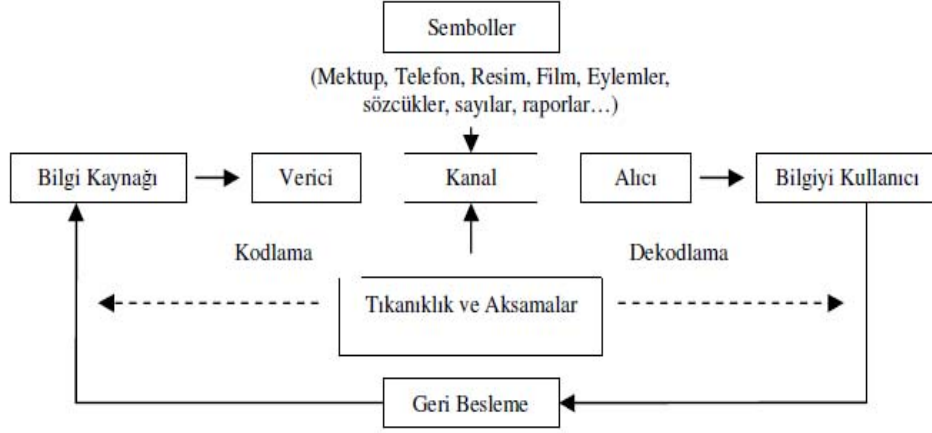 Semboller
(Mektup, Telefon, Resim, Film, Eylemler,
sözcükler, sayılar, raporlar…)
Bilgi Kaynağı
Verici
Kanal
Alıcı
Bilgiyi Kullanıcı
Kodlama
Dekodlama
Tıkanıklık ve Aksamalar
Geri Besleme